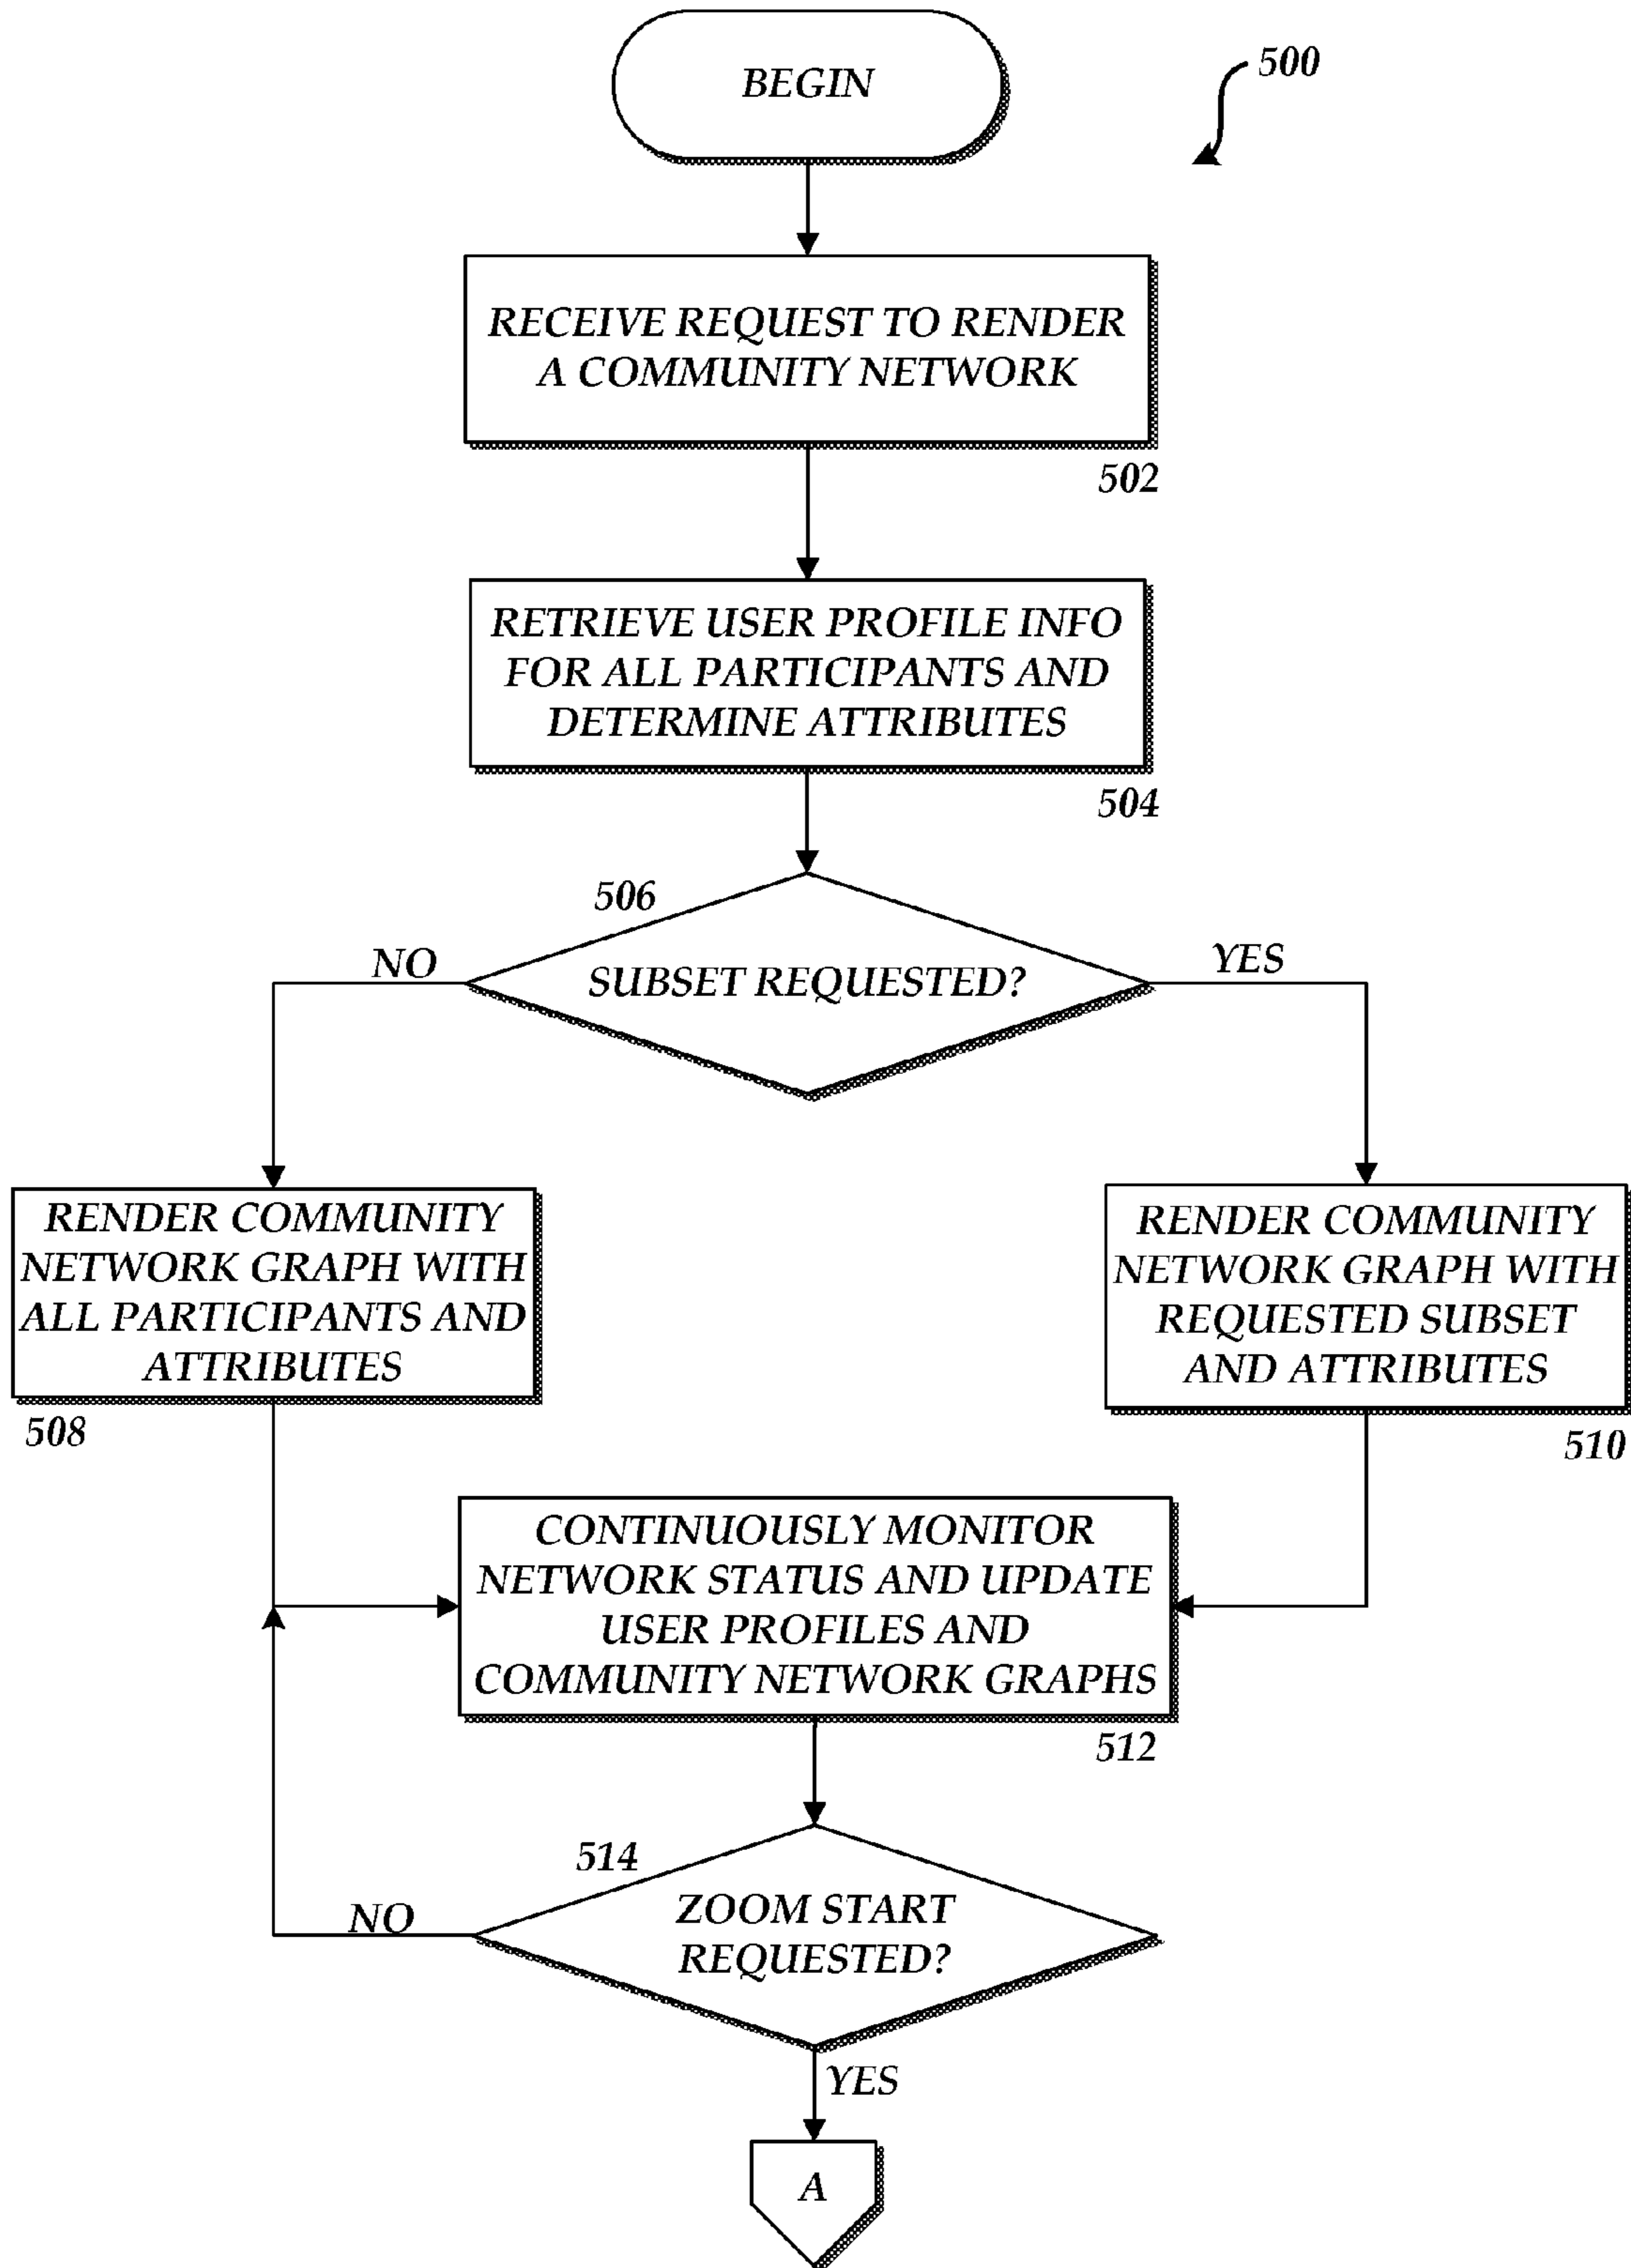 BEGIN
500
RECEIVE REQUEST TO RENDER
A COMMUNITY NETWORK
502
RETRIEVE USER PROFILE INFO
FOR ALL PARTICIPANTS AND
DETERMINE ATTRIBUTES
504
506
NO
SUBSET REQUESTED?
YES
RENDER COMMUNITY
NETWORK GRAPH WITH
ALL PARTICIPANTS AND
ATTRIBUTES
508
RENDER COMMUNITY
NETWORK GRAPH WITH
REQUESTED SUBSET
AND ATTRIBUTES
510
CONTINUOUSLY MONITOR
NETWORK STATUS AND UPDATE
USER PROFILES AND
COMMUNITY NETWORK GRAPHS
512
514
NO
ZOOM START
REQUESTED?
YES
A